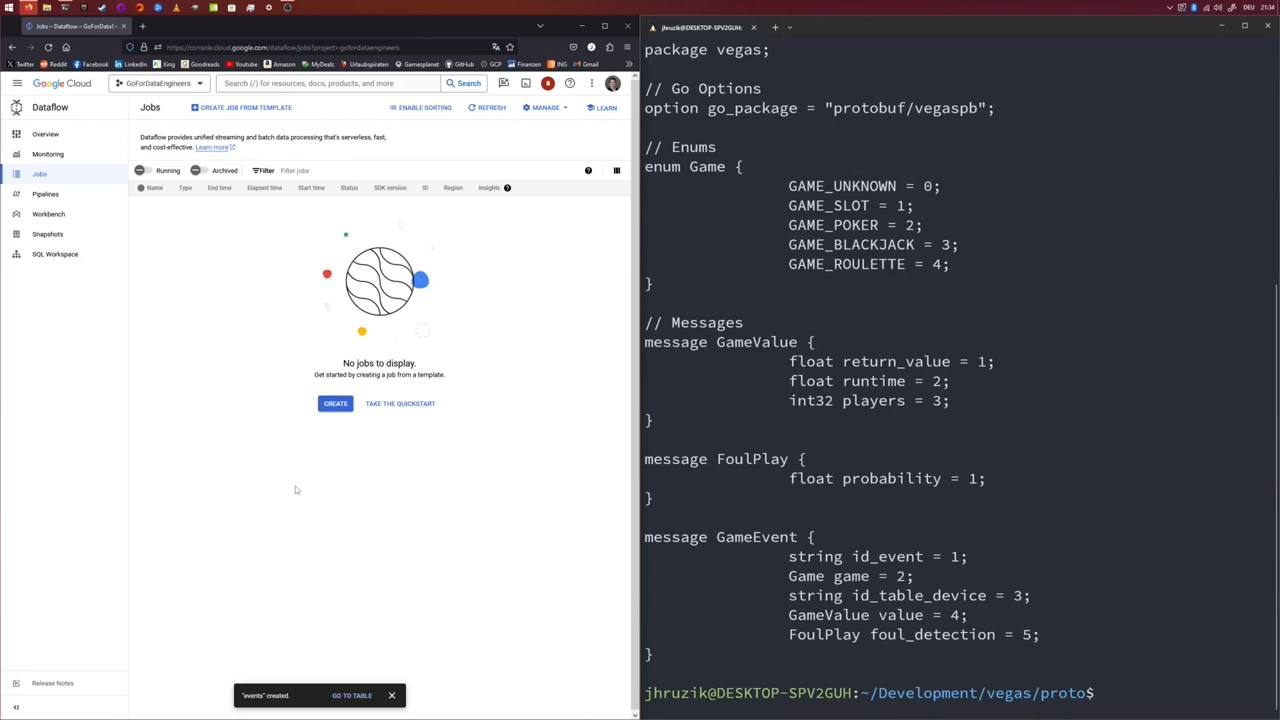 DEU 21:34
Jobs – Dataflow – GoForDataEn
https://console.cloud.google.com/dataflow/jobs?project=gofordataengineers
Twitter Reddit Facebook LinkedIn Xing Goodreads Youtube Amazon MyDealz Urlaubspiraten Gamesplanet GitHub GCP Finanzen ING Gmail
Google Cloud GoForDataEngineers Search (/) for resources, docs, products, and more Search
Dataflow
Overview
Monitoring
Jobs
Pipelines
Workbench
Snapshots
SQL Workspace
Release Notes
Jobs CREATE JOB FROM TEMPLATE ENABLE SORTING REFRESH MANAGE LEARN
Dataflow provides unified streaming and batch data processing that's serverless, fast,
and cost-effective. Learn more
Running Archived Filter Filter jobs
Name Type End time Elapsed time Start time Status SDK version ID Region Insights
No jobs to display.
Get started by creating a job from a template.
CREATE TAKE THE QUICKSTART
"events" created. GO TO TABLE
jhruzik@DESKTOP-SPV2GUH: ~
package vegas;
// Go Options
option go_package = "protobuf/vegaspb";
// Enums
enum Game {
GAME_UNKNOWN = 0;
GAME_SLOT = 1;
GAME_POKER = 2;
GAME_BLACKJACK = 3;
GAME_ROULETTE = 4;
}
// Messages
message GameValue {
float return_value = 1;
float runtime = 2;
int32 players = 3;
}
message FoulPlay {
float probability = 1;
}
message GameEvent {
string id_event = 1;
Game game = 2;
string id_table_device = 3;
GameValue value = 4;
FoulPlay foul_detection = 5;
}
jhruzik@DESKTOP-SPV2GUH:~/Development/vegas/proto$